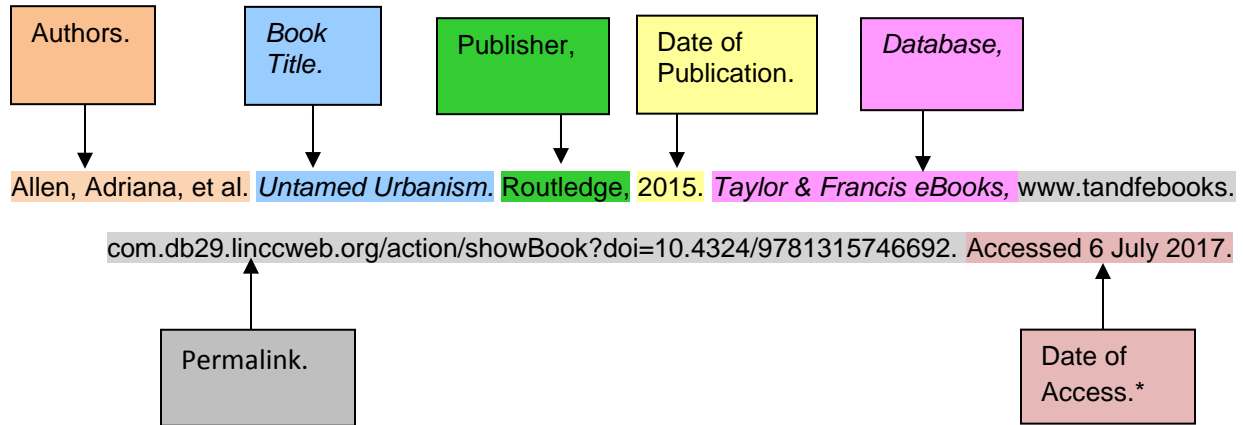 Authors.
Book
Title.
Publisher,
Date of
Publication.
Database,
Allen, Adriana, et al. Untamed Urbanism. Routledge, 2015. Taylor & Francis eBooks, www.tandfebooks.
com.db29.linccweb.org/action/showBook?doi=10.4324/9781315746692. Accessed 6 July 2017.
Permalink.
Date of
Access.*